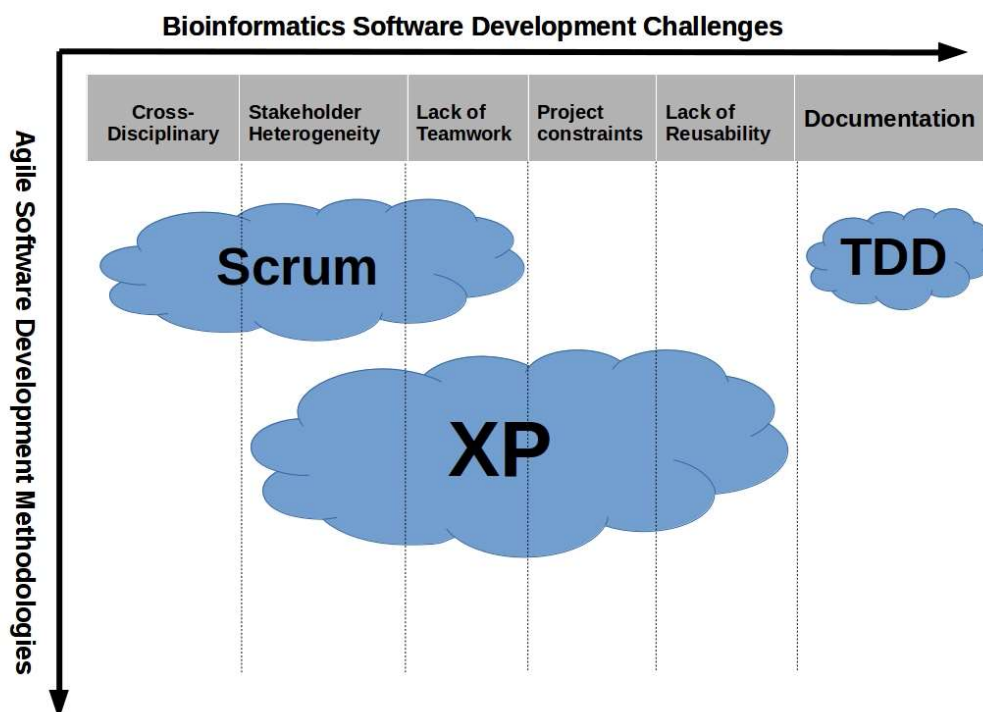 Bioinformatics Software Development Challenges
Agile Software Development Methodologies
Cross-
Disciplinary
Stakeholder
Heterogeneity
Lack of
Teamwork
Project
constraints
Lack of
Reusability
Documentation
Scrum
TDD
XP